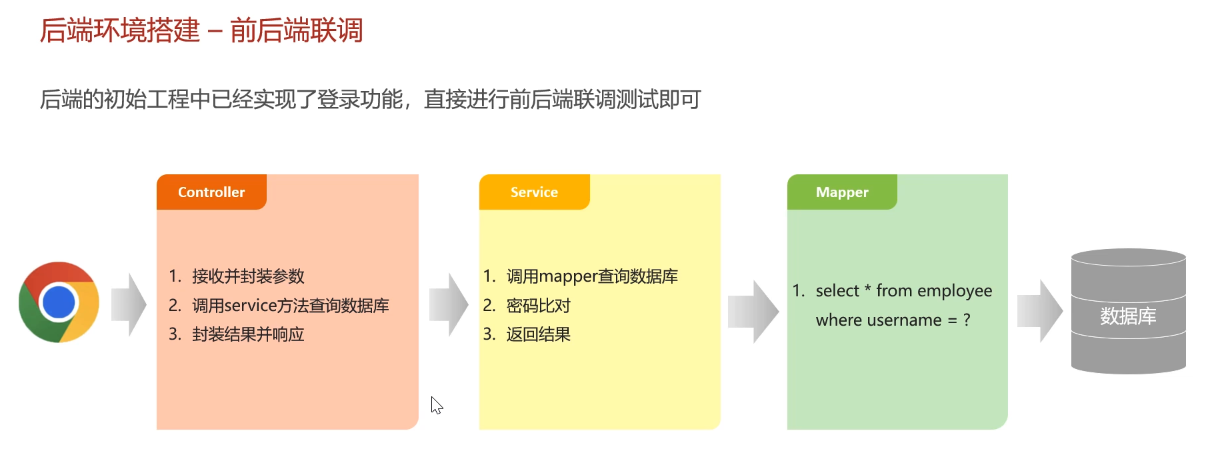 后端环境搭建 – 前后端联调
后端的初始工程中已经实现了登录功能，直接进行前后端联调测试即可
Controller
1. 接收并封装参数
2. 调用service方法查询数据库
3. 封装结果并响应
Service
1. 调用mapper查询数据库
2. 密码比对
3. 返回结果
Mapper
1. select * from employee
where username = ?
数据库